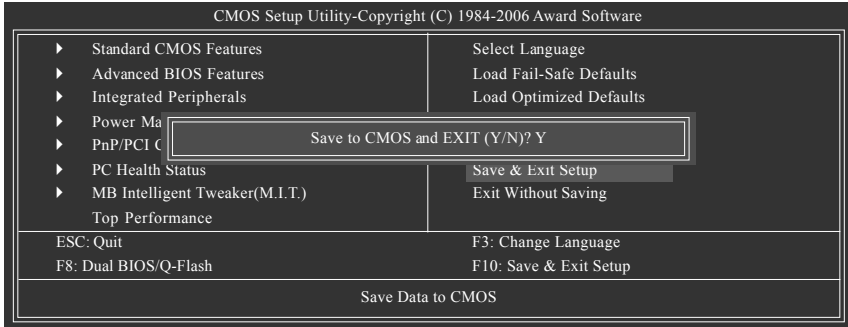 CMOS Setup Utility-Copyright (C) 1984-2006 Award Software
Standard CMOS Features
Advanced BIOS Features
Integrated Peripherals
Power Ma
PnP/PCI C
PC Health Status
MB Intelligent Tweaker(M.I.T.)
Top Performance
Select Language
Load Fail-Safe Defaults
Load Optimized Defaults
Save to CMOS and EXIT (Y/N)? Y
Save & Exit Setup
Exit Without Saving
ESC: Quit
F3: Change Language
F8: Dual BIOS/Q-Flash
F10: Save & Exit Setup
Save Data to CMOS